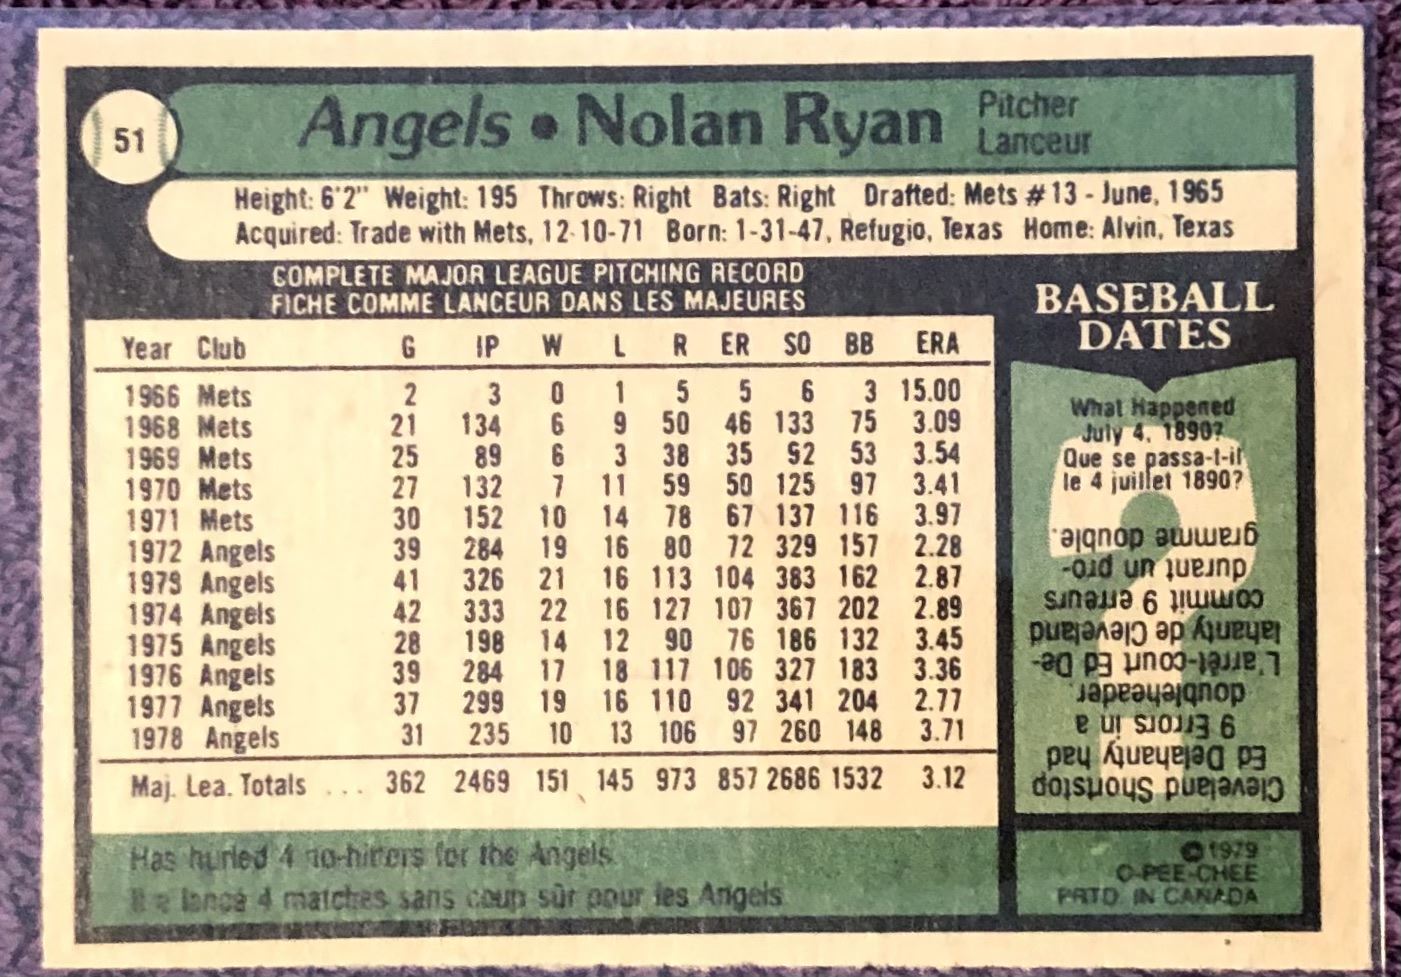 51
Angels • Nolan Ryan Pitcher
Lanceur
Height: 6'2" Weight: 195 Throws: Right Bats: Right Drafted: Mets #13 - June, 1965
Acquired: Trade with Mets, 12-10-71 Born: 1-31-47, Refugio, Texas Home: Alvin, Texas
COMPLETE MAJOR LEAGUE PITCHING RECORD
FICHE COMME LANCEUR DANS LES MAJEURES
Year Club G IP W L R ER SO BB ERA
1966 Mets 2 3 0 1 5 5 6 3 15.00
1968 Mets 21 134 6 9 50 46 133 75 3.09
1969 Mets 25 89 6 3 38 35 92 53 3.54
1970 Mets 27 132 7 11 59 50 125 97 3.41
1971 Mets 30 152 10 14 78 67 137 116 3.97
1972 Angels 39 284 19 16 80 72 329 157 2.28
1973 Angels 41 326 21 16 113 104 383 162 2.87
1974 Angels 42 333 22 16 127 107 367 202 2.89
1975 Angels 28 198 14 12 90 76 186 132 3.45
1976 Angels 39 284 17 18 117 106 327 183 3.36
1977 Angels 37 299 19 16 110 92 341 204 2.77
1978 Angels 31 235 10 13 106 97 260 148 3.71
Maj. Lea. Totals ... 362 2469 151 145 973 857 2686 1532 3.12
Has hurled 4 no-hitters for the Angels.
Il a lancé 4 matches sans coup sûr pour les Angels
BASEBALL
DATES
What Happened
July 4, 1890?
Que se passa-t-il
le 4 juillet 1890?
Cleveland Shortstop
Ed Delahanty had
9 Errors in a
doubleheader.
L'arrêt-court Ed De-
lahanty de Cleveland
commit 9 erreurs
durant un pro-
gramme double.
© 1979
O-PEE-CHEE
PRTD. IN CANADA